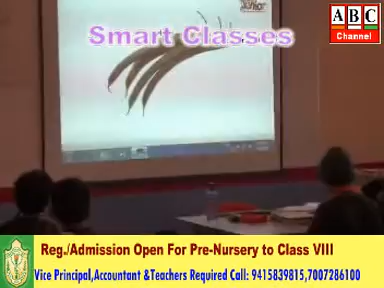 Smart Classes
Junior
ABC
Channel
Reg./Admission Open For Pre-Nursery to Class VIII
Vice Principal,Accountant &Teachers Required Call: 9415839815,7007286100